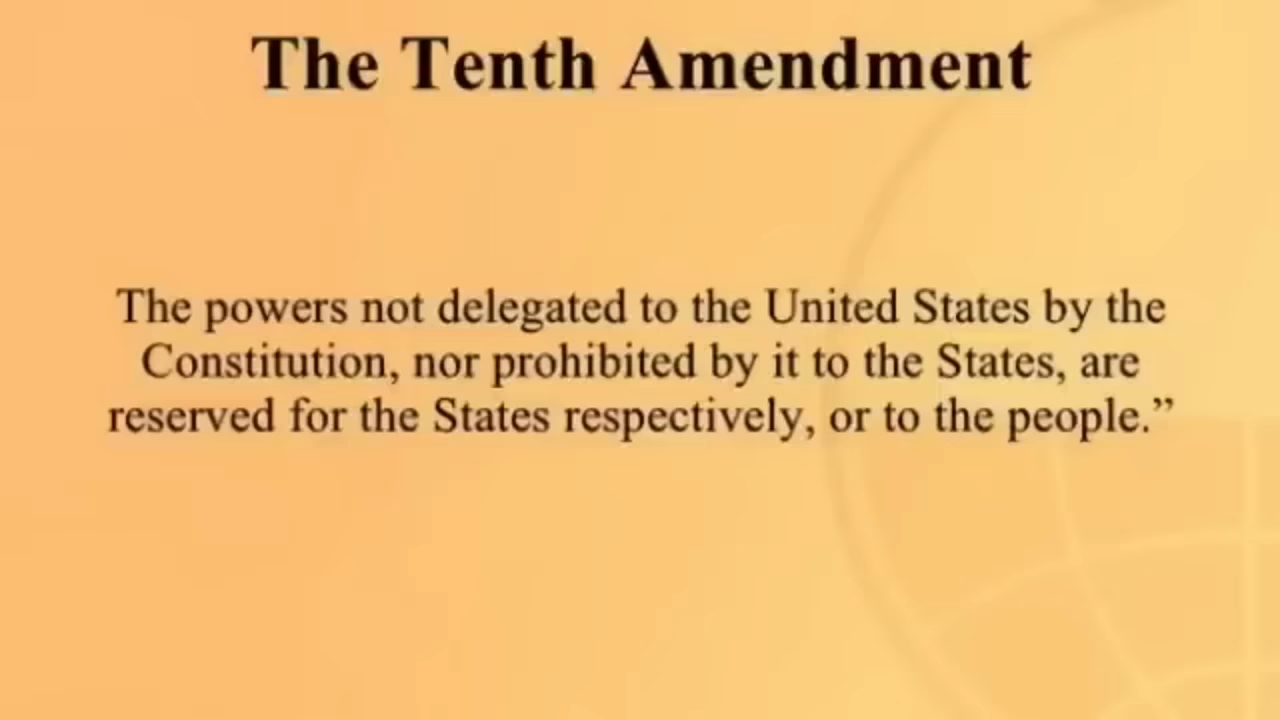 The Tenth Amendment
The powers not delegated to the United States by the
Constitution, nor prohibited by it to the States, are
reserved for the States respectively, or to the people.”